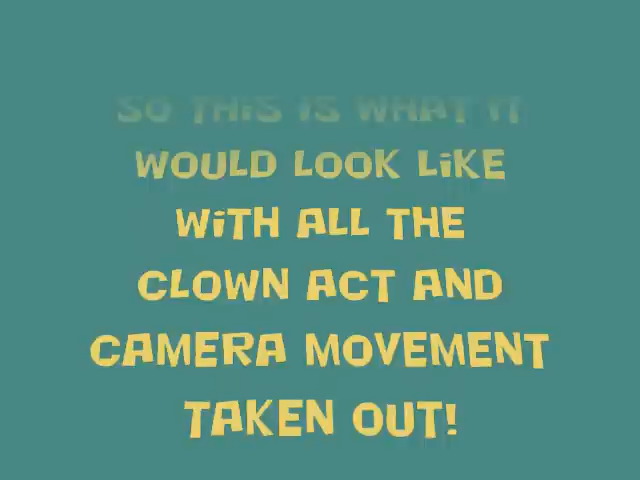 SO THiS IS WHAT IT
WOULD LOOK LiKE
WiTH ALL THE
CLOWN ACT AND
CAMERA MOVEMENT
TAKEN OUT!